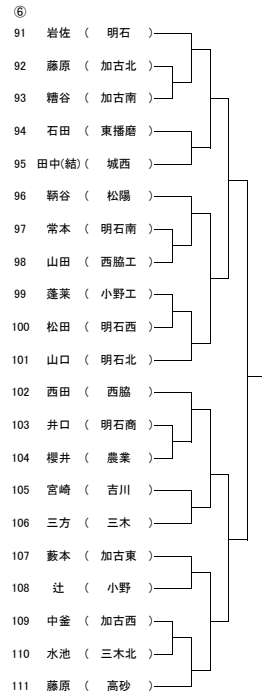 ⑥
91 岩佐 （ 明石 ）
92 藤原 （ 加古北 ）
93 糟谷 （ 加古南 ）
94 石田 （ 東播磨 ）
95 田中(結)（ 城西 ）
96 鞆谷 （ 松陽 ）
97 常本 （ 明石南 ）
98 山田 （ 西脇工 ）
99 蓬莱 （ 小野工 ）
100 松田 （ 明石西 ）
101 山口 （ 明石北 ）
102 西田 （ 西脇 ）
103 井口 （ 明石商 ）
104 櫻井 （ 農業 ）
105 宮崎 （ 吉川 ）
106 三方 （ 三木 ）
107 藪本 （ 加古東 ）
108 辻 （ 小野 ）
109 中釜 （ 加古西 ）
110 水池 （ 三木北 ）
111 藤原 （ 高砂 ）